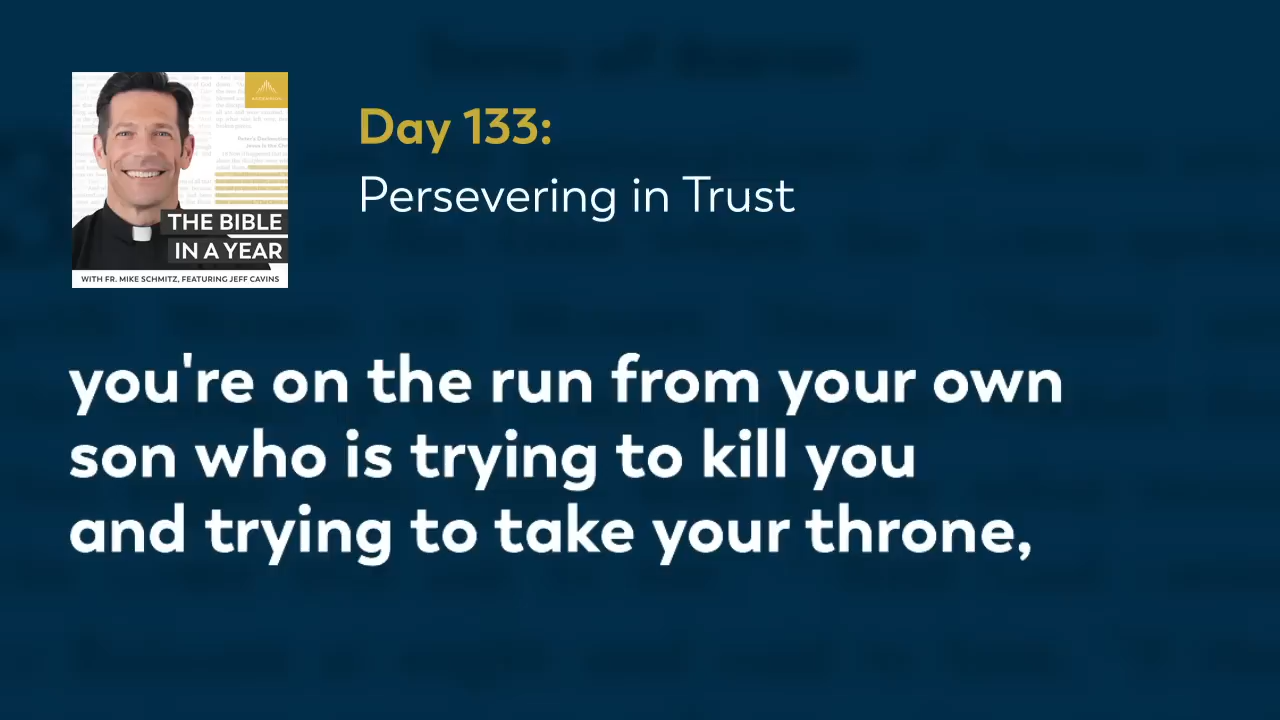 Day 133:
Persevering in Trust
THE BIBLE
IN A YEAR
WITH FR. MIKE SCHMITZ, FEATURING JEFF CAVINS
you're on the run from your own
son who is trying to kill you
and trying to take your throne,